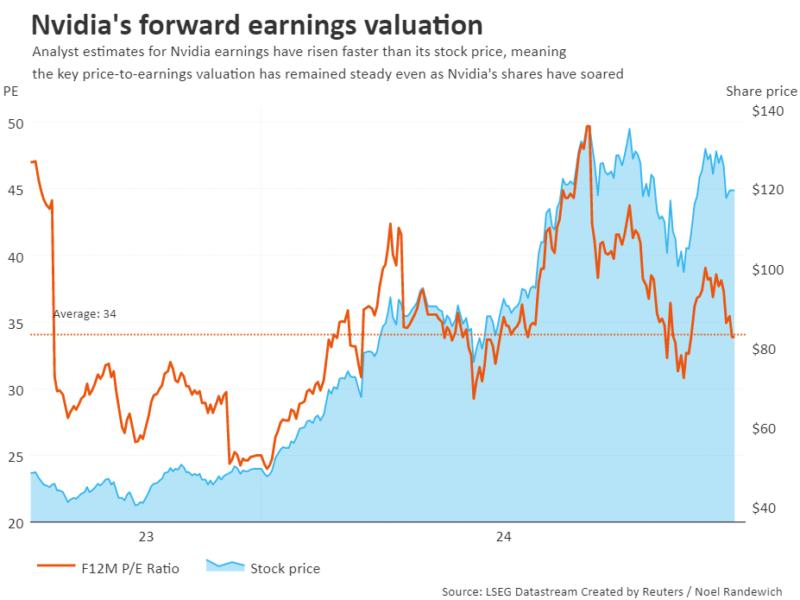 Nvidia's forward earnings valuation
Analyst estimates for Nvidia earnings have risen faster than its stock price, meaning
the key price-to-earnings valuation has remained steady even as Nvidia's shares have soared
PE
Share price
50
45
40
35
30
25
20
$140
$120
$100
$80
$60
$40
Average: 34
23
24
F12M P/E Ratio
Stock price
Source: LSEG Datastream Created by Reuters / Noel Randewich